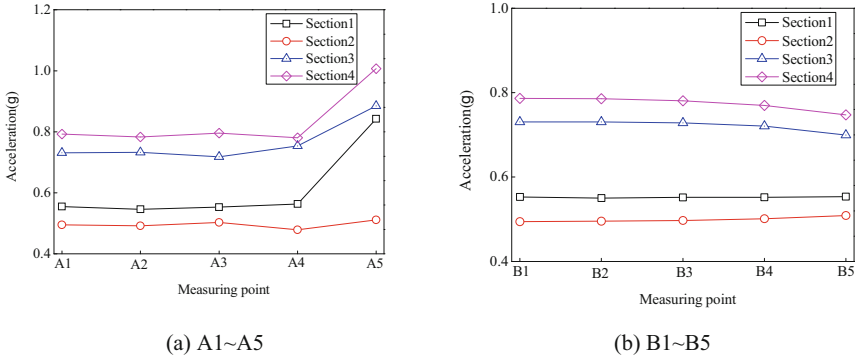 1.2
1.0
0.8
0.6
0.4
Acceleration(g)
Section1
Section2
Section3
Section4
A1
A2
A3
A4
A5
Measuring point
(a) A1~A5
1.0
0.8
0.6
0.4
Acceleration(g)
Section1
Section2
Section3
Section4
B1
B2
B3
B4
B5
Measuring point
(b) B1~B5